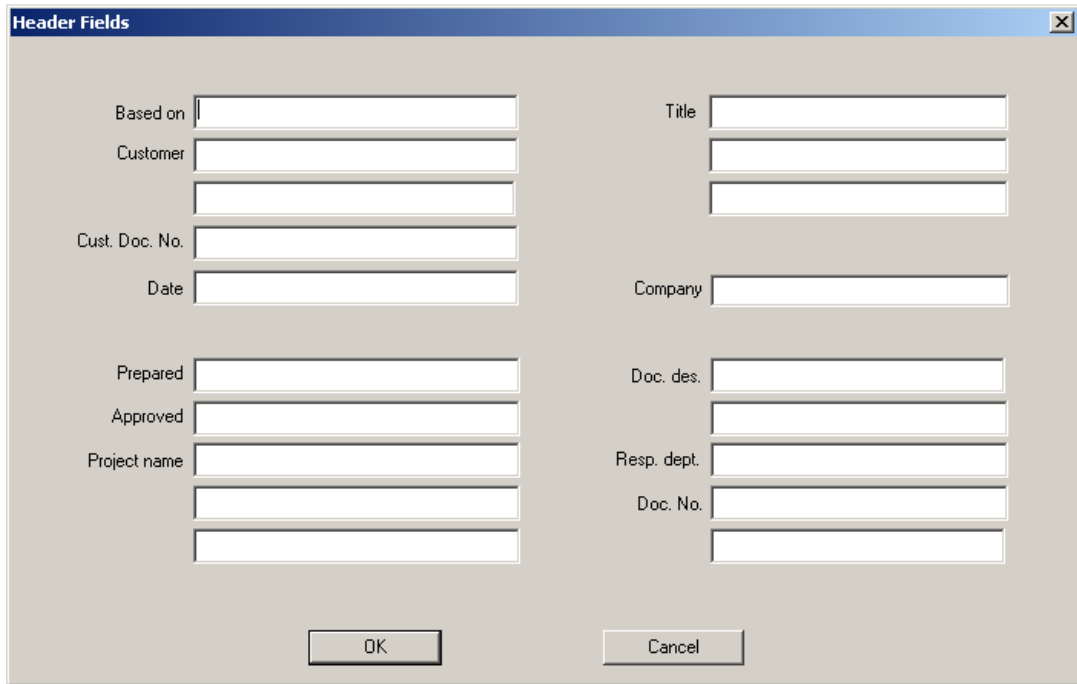 Header Fields
Based on
Customer
Cust. Doc. No.
Date
Title
Company
Prepared
Approved
Project name
Doc. des.
Resp. dept.
Doc. No.
OK
Cancel